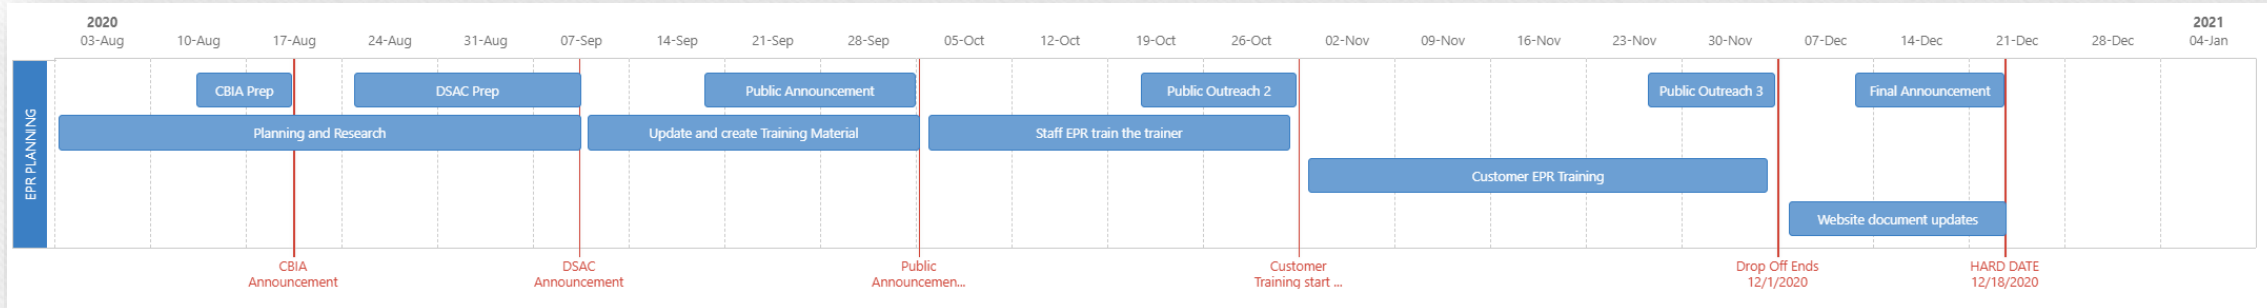 2020
2021
03-Aug
10-Aug
17-Aug
24-Aug
31-Aug
07-Sep
14-Sep
21-Sep
28-Sep
05-Oct
12-Oct
19-Oct
26-Oct
02-Nov
09-Nov
16-Nov
23-Nov
30-Nov
07-Dec
14-Dec
21-Dec
28-Dec
04-Jan
EPR PLANNING
CBIA Prep
DSAC Prep
Public Announcement
Public Outreach 2
Public Outreach 3
Final Announcement
Planning and Research
Update and create Training Material
Staff EPR train the trainer
Customer EPR Training
Website document updates
CBIA
Announcement
DSAC
Announcement
Public
Announcemen...
Customer
Training start ...
Drop Off Ends
12/1/2020
HARD DATE
12/18/2020